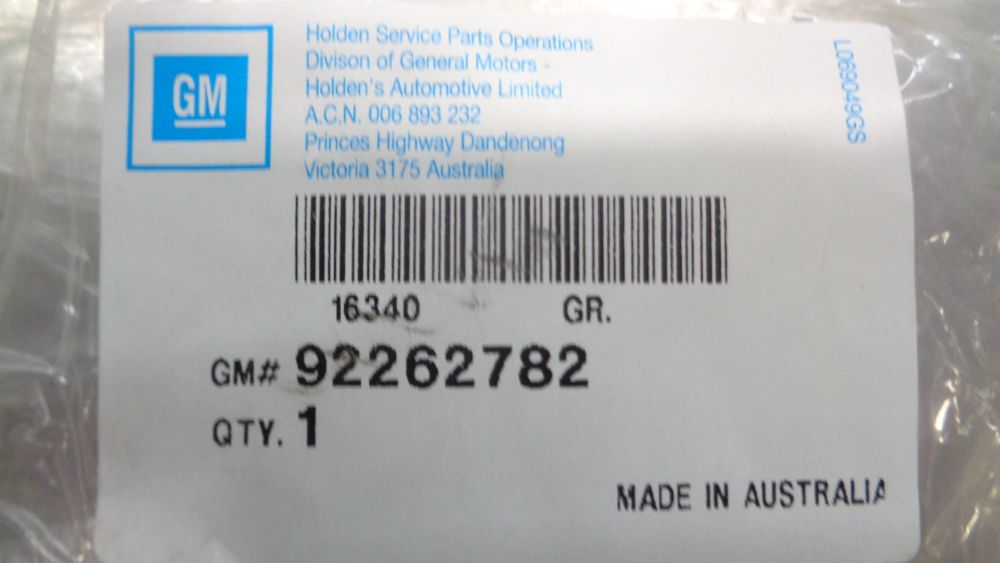 GM
Holden Service Parts Operations
Divison of General Motors -
Holden's Automotive Limited
A.C.N. 006 893 232
Princes Highway Dandenong
Victoria 3175 Australia
L069049GS
16340 GR.
GM# 92262782
QTY. 1
MADE IN AUSTRALIA